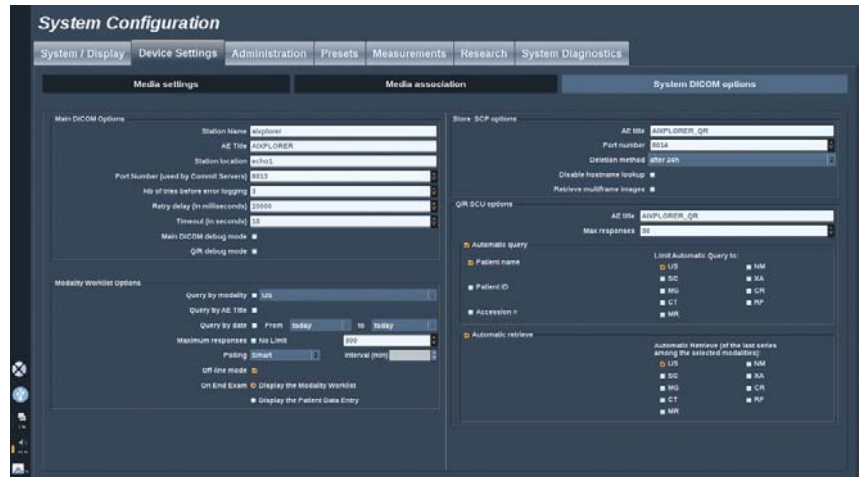 System Configuration
System / Display Device Settings Administration Presets Measurements Research System Diagnostics
Media settings Media association System DICOM options
Main DICOM Options
Station Name aixplorer
AE Title AIXPLORER
Station location echo1
Port Number (used by Commit Servers) 8013
Nb of tries before error logging 3
Retry delay (in milliseconds) 20000
Timeout (in seconds) 10
Main DICOM debug mode
Q/R debug mode
Modality Worklist Options
Query by modality US
Query by AE Title
Query by date From today to today
Maximum responses No Limit
Polling Smart Interval (min)
Off-line mode
On End Exam Display the Modality Worklist
Display the Patient Data Entry
Store SCP options
AE title AIXPLORER_QR
Port number 8014
Deletion method after 24h
Disable hostname lookup
Retrieve multiframe images
Q/R SCU options
AE title AIXPLORER_QR
Max responses
Automatic query
Limit Automatic Query to:
Patient name US NM
SC XA
Patient ID MG CR
CT RF
Accession # MR
Automatic retrieve
Automatic Retrieve (of the last series
among the selected modalities):
US NM
SC XA
MG CR
CT RF
MR